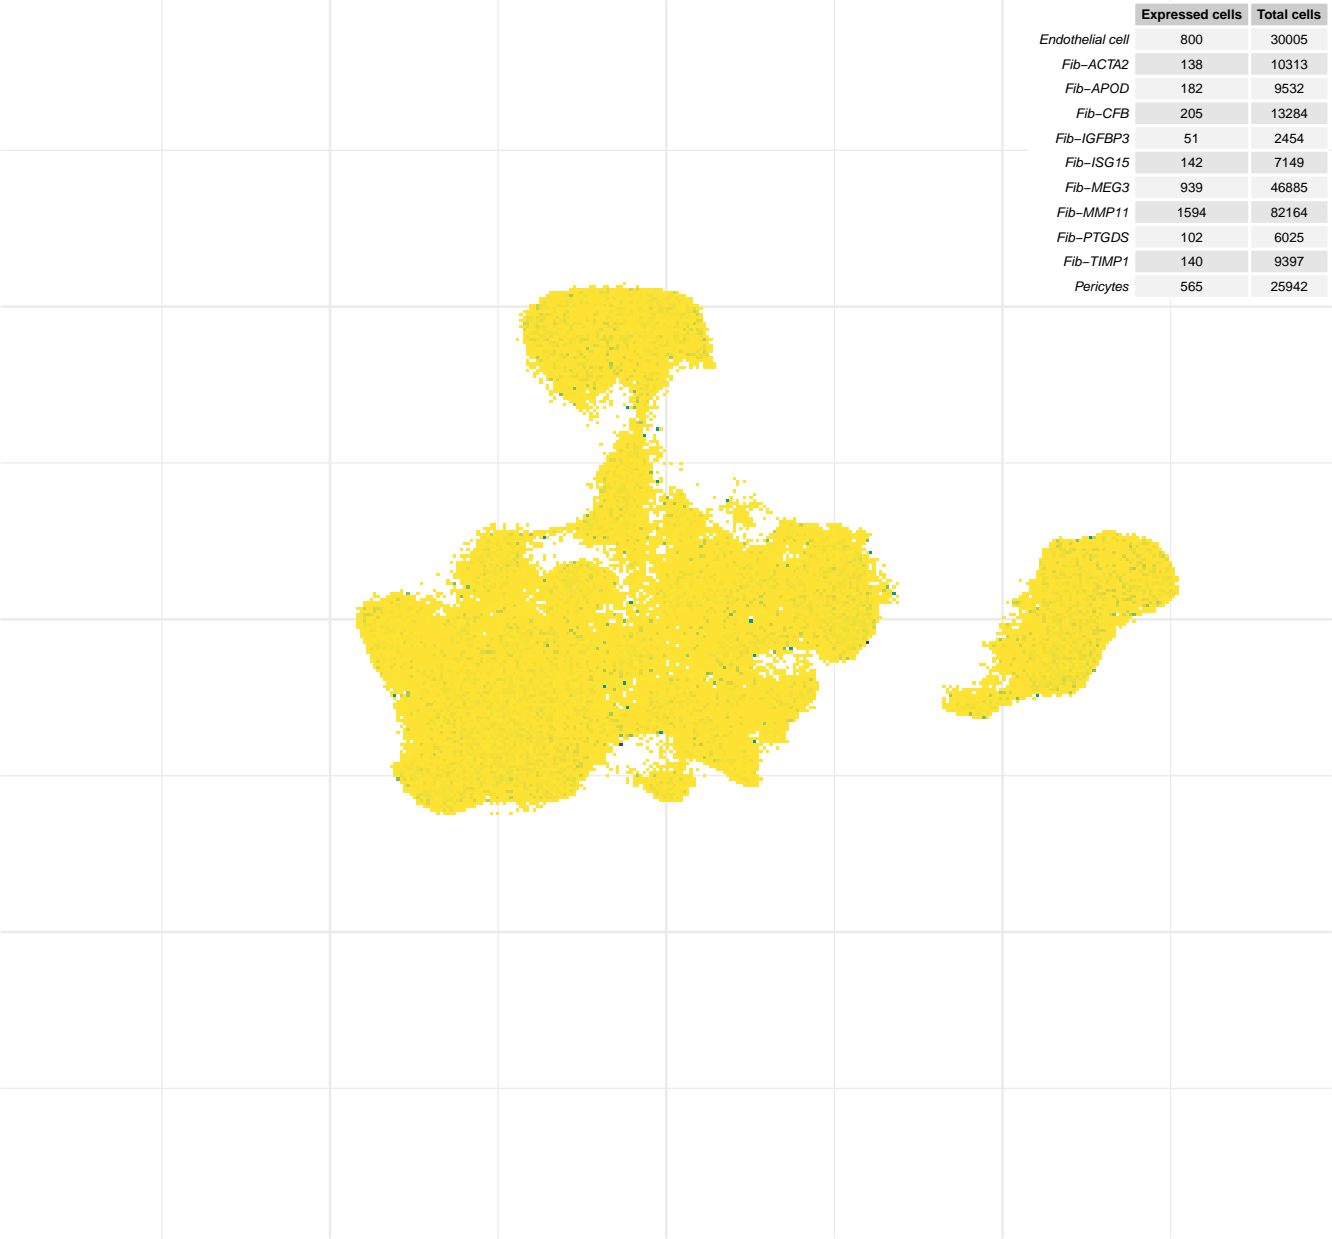 Expressed cells Total cells
Endothelial cell 800 30005
Fib−ACTA2 138 10313
Fib−APOD 182 9532
Fib−CFB 205 13284
Fib−IGFBP3 51 2454
Fib−ISG15 142 7149
Fib−MEG3 939 46885
Fib−MMP11 1594 82164
Fib−PTGDS 102 6025
Fib−TIMP1 140 9397
Pericytes 565 25942